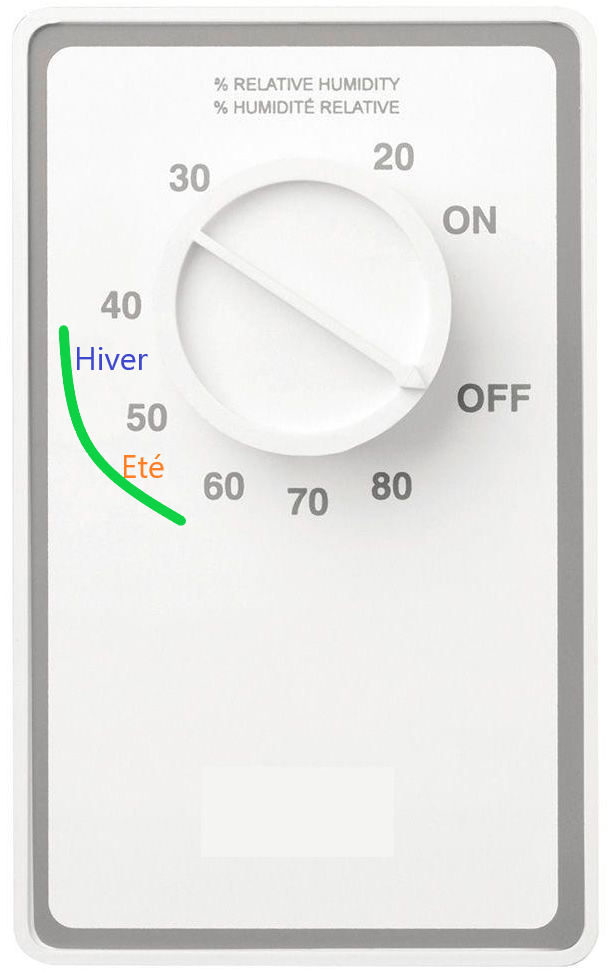 % RELATIVE HUMIDITY
% HUMIDITÉ RELATIVE
20
30
ON
40
Hiver
OFF
50
Eté
60
70
80